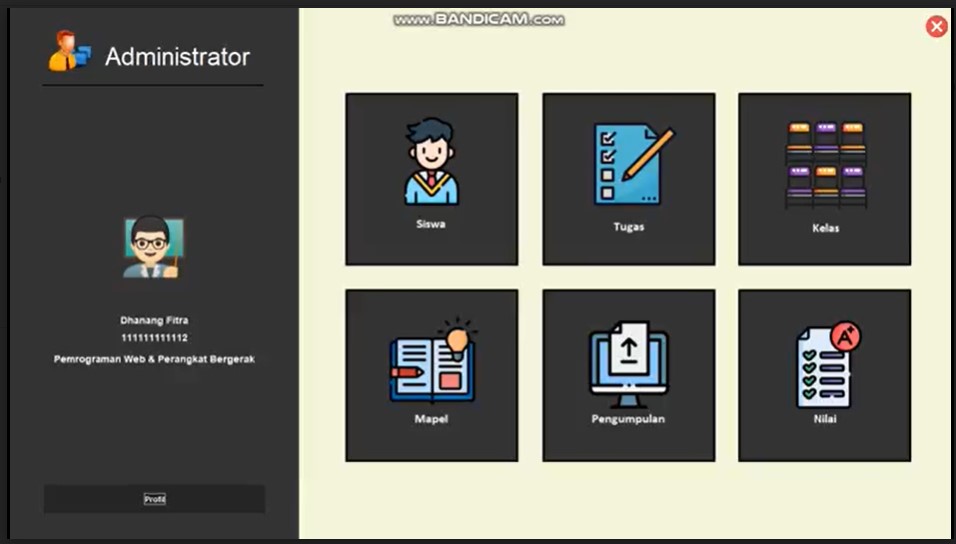 www.BANDICAM.com
Administrator
Siswa
Tugas
Kelas
Dhanang Fitra
111111111112
Pemrograman Web & Perangkat Bergerak
A+
Mapel
Pengumpulan
Nilai
Profil